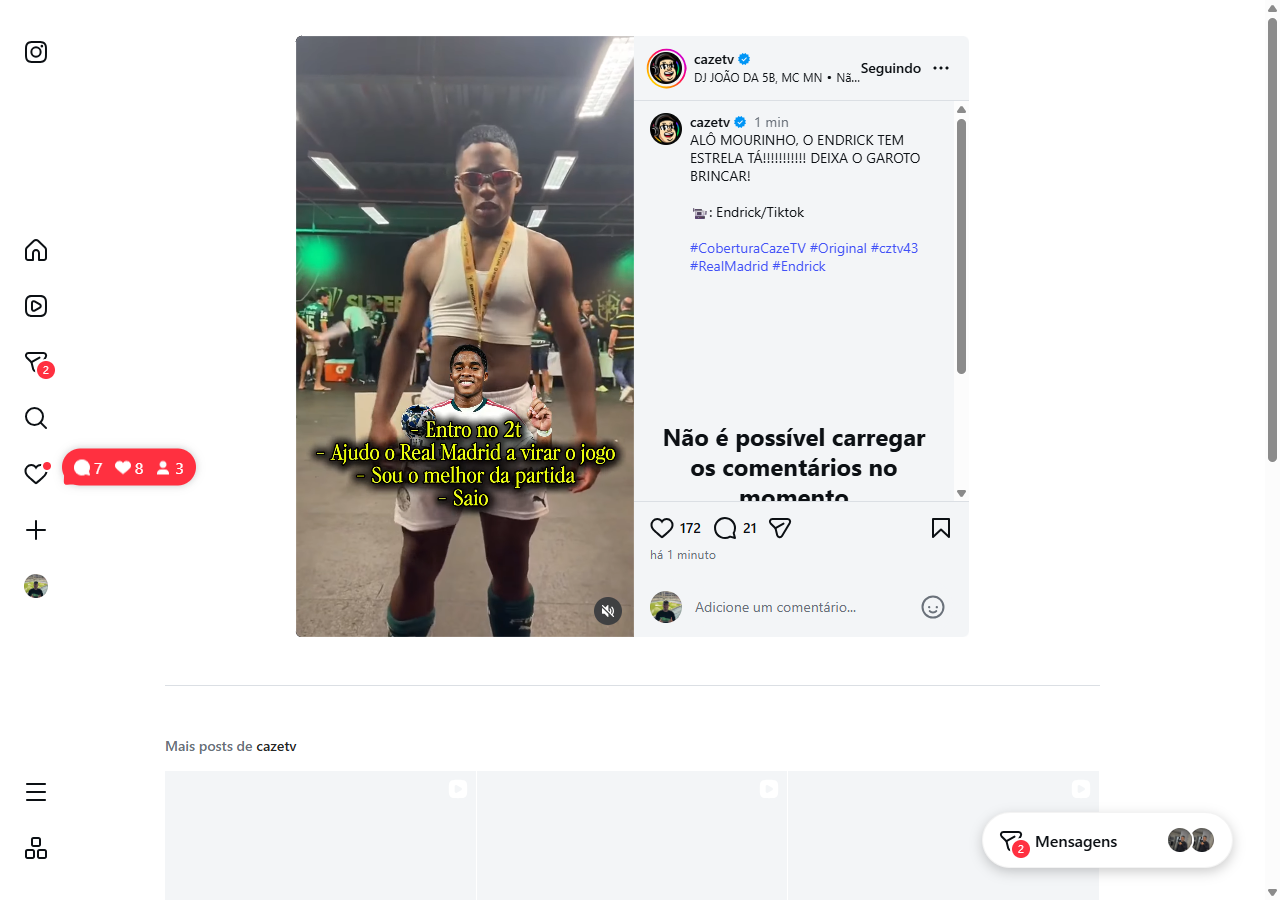 cazetv
DJ JOÃO DA 5B, MC MN • Nã...
Seguindo
cazetv 1 min
ALÔ MOURINHO, O ENDRICK TEM
ESTRELA TÁ!!!!!!!!!!! DEIXA O GAROTO
BRINCAR!
: Endrick/Tiktok
#CoberturaCazeTV #Original #cztv43
#RealMadrid #Endrick
Não é possível carregar
os comentários no
momento
172 21
há 1 minuto
Adicione um comentário...
SUPER
15
G
- Entro no 2t
- Ajudo o Real Madrid a virar o jogo
- Sou o melhor da partida
- Saio
2
7 8 3
Mais posts de cazetv
2
Mensagens